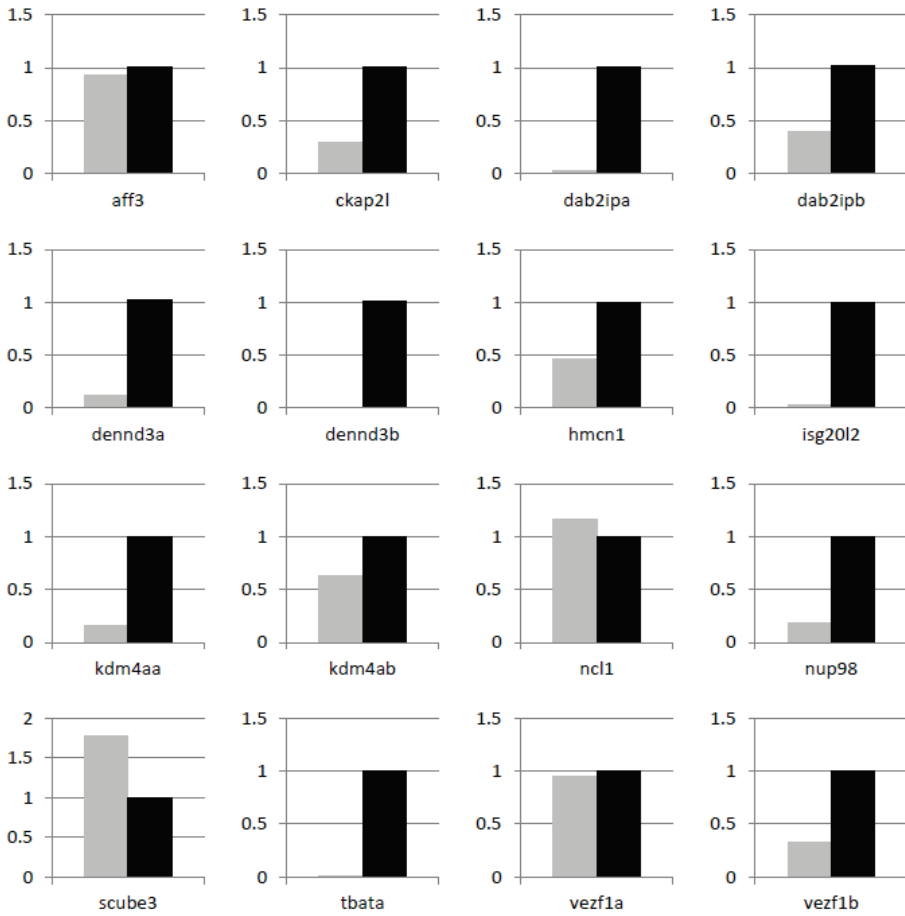 1.5 1.5 1.5 1.5
1 1 1 1
0.5 0.5 0.5 0.5
0 0 0 0
aff3 ckap2l dab2ipa dab2ipb
1.5 1.5 1.5 1.5
1 1 1 1
0.5 0.5 0.5 0.5
0 0 0 0
dennd3a dennd3b hmcn1 isg20l2
1.5 1.5 1.5 1.5
1 1 1 1
0.5 0.5 0.5 0.5
0 0 0 0
kdm4aa kdm4ab ncl1 nup98
2 1.5 1.5 1.5
1.5 1 1 1
1 0.5 0.5 0.5
0.5 0 0 0
0
scube3 tbata vezf1a vezf1b